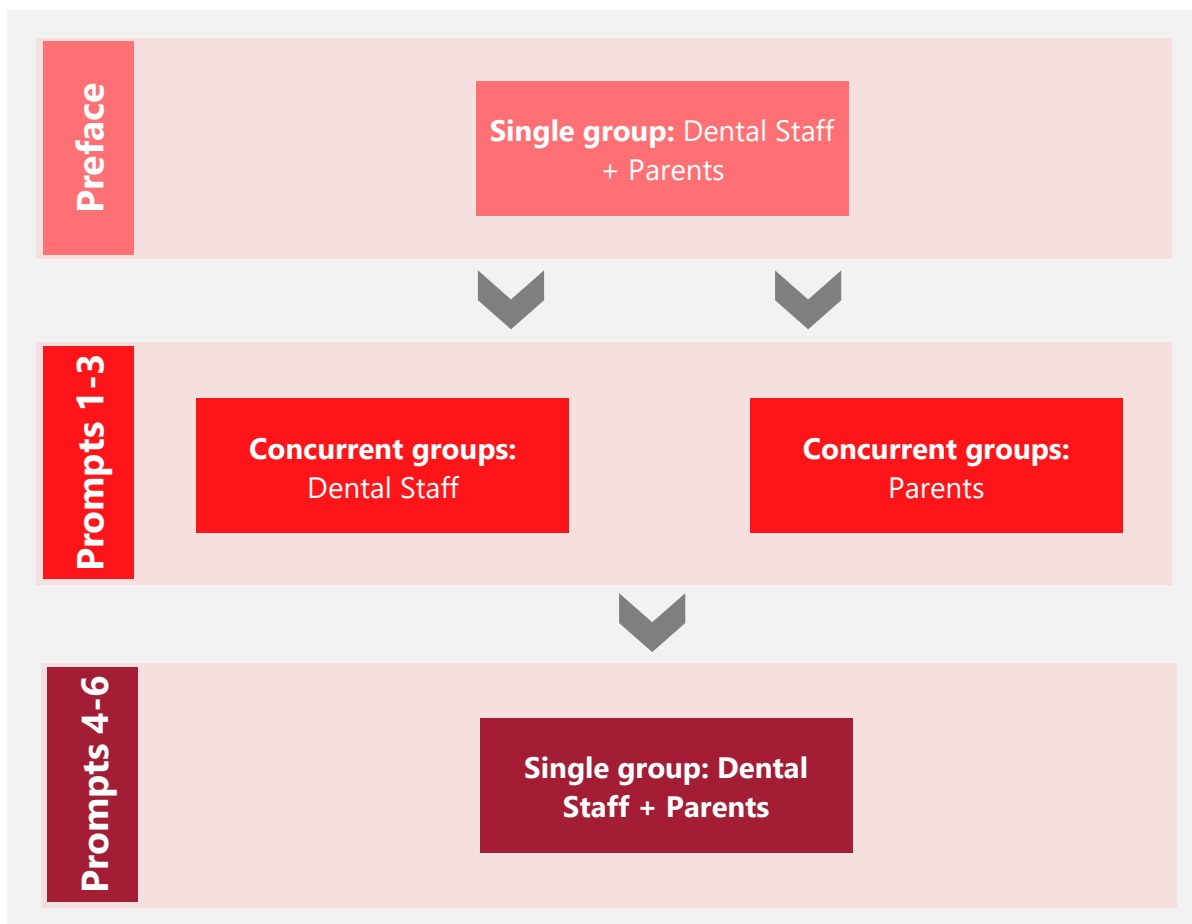 Preface
Single group: Dental Staff
+ Parents
Prompts 1-3
Concurrent groups:
Dental Staff
Concurrent groups:
Parents
Prompts 4-6
Single group: Dental
Staff + Parents